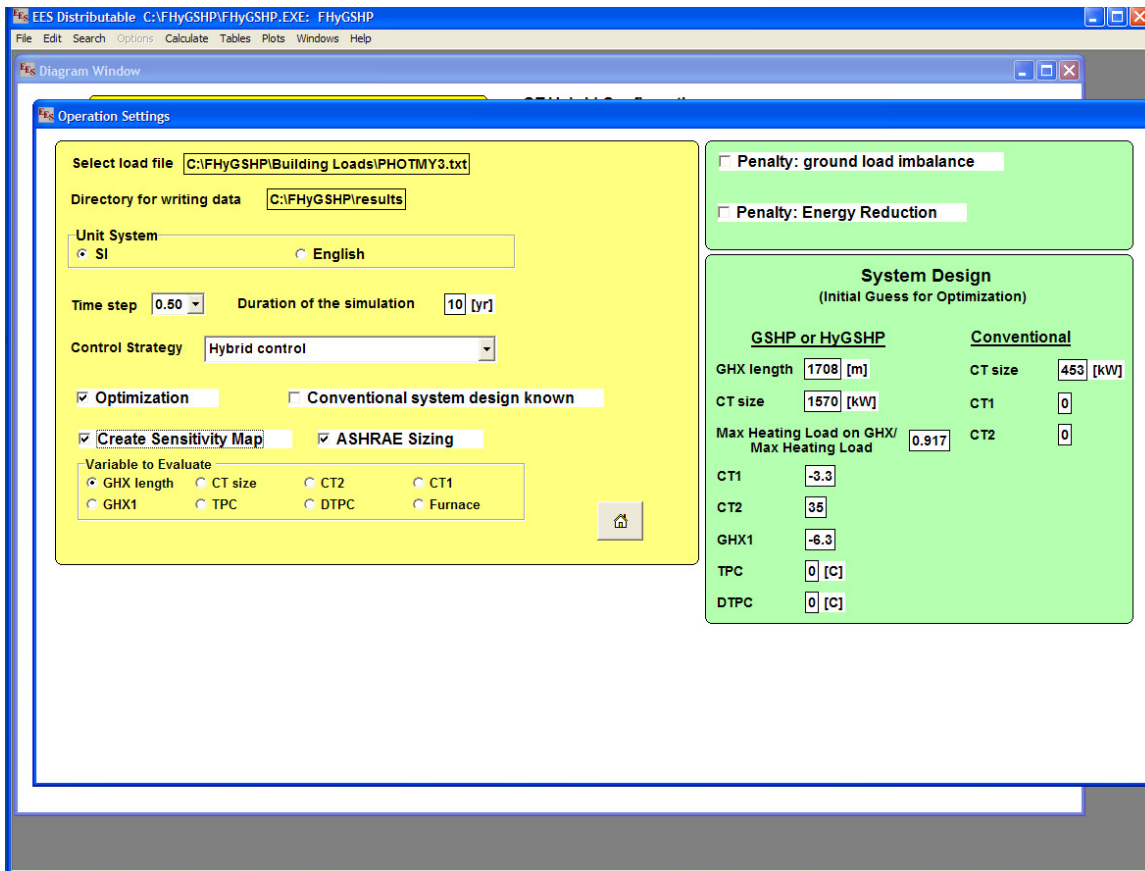 EES Distributable C:\FHyGSHP\FHyGSHP.EXE: FHyGSHP
File Edit Search Options Calculate Tables Plots Windows Help
Diagram Window
Operation Settings
Select load file C:\FHyGSHP\Building Loads\PHOTMY3.txt
Directory for writing data C:\FHyGSHP\results
Unit System
SI English
Time step 0.50 Duration of the simulation 10 [yr]
Control Strategy Hybrid control
Optimization Conventional system design known
Create Sensitivity Map ASHRAE Sizing
Variable to Evaluate
GHX length CT size CT2 CT1
GHX1 TPC DTPC Furnace
Penalty: ground load imbalance
Penalty: Energy Reduction
System Design
(Initial Guess for Optimization)
GSHP or HyGSHP Conventional
GHX length 1708 [m] CT size 453 [kW]
CT size 1570 [kW] CT1 0
Max Heating Load on GHX/ 0.917 CT2 0
Max Heating Load
CT1 -3.3
CT2 35
GHX1 -6.3
TPC 0 [C]
DTPC 0 [C]